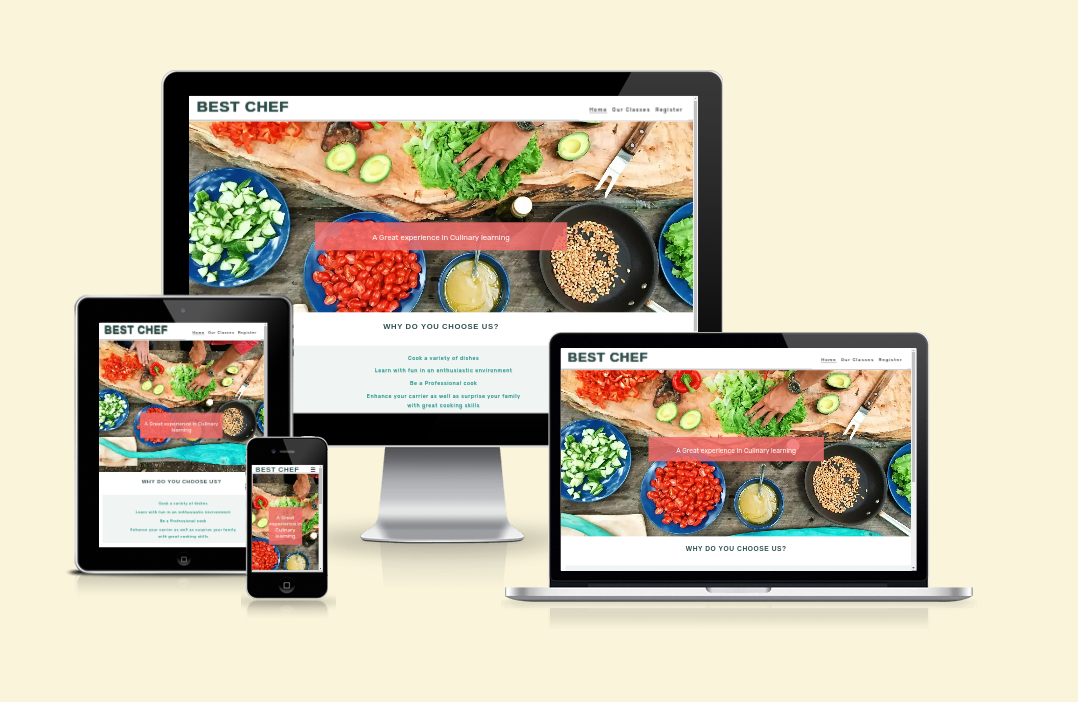 BEST CHEF
Home Our Classes Register
A Great experience in Culinary learning
WHY DO YOU CHOOSE US?
Cook a variety of dishes
Learn with fun in an enthusiastic environment
Be a Professional cook
Enhance your carrier as well as surprise your family
with great cooking skills
BEST CHEF
Home Our Classes Register
A Great experience in Culinary
learning
WHY DO YOU CHOOSE US?
Cook a variety of dishes
Learn with fun in an enthusiastic environment
Be a Professional cook
Enhance your carrier as well as surprise your family
with great cooking skills
BEST CHEF
A Great
experience in
Culinary
learning
BEST CHEF
Home Our Classes Register
A Great experience in Culinary learning
WHY DO YOU CHOOSE US?